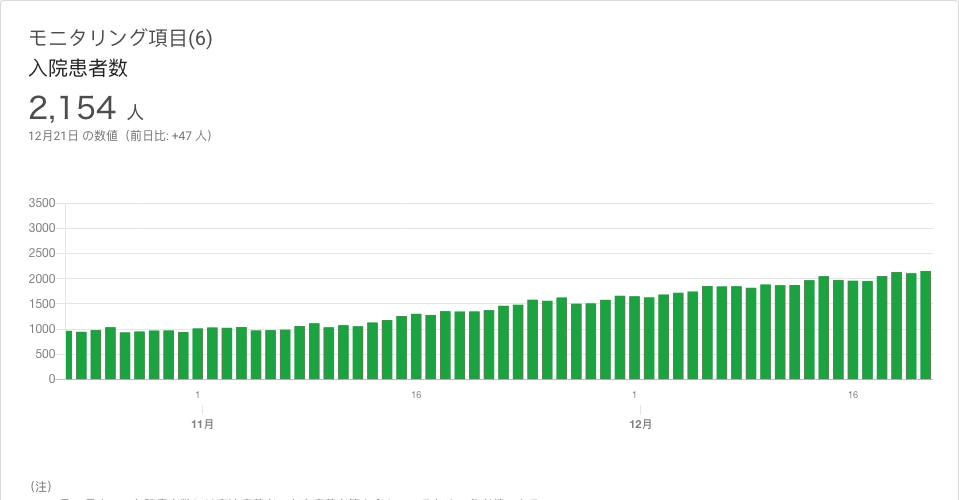 モニタリング項目(6)
入院患者数
2,154 人
12月21日 の数値（前日比: +47 人）
3500
3000
2500
2000
1500
1000
500
0
1
16
1
16
11月
12月
（注）